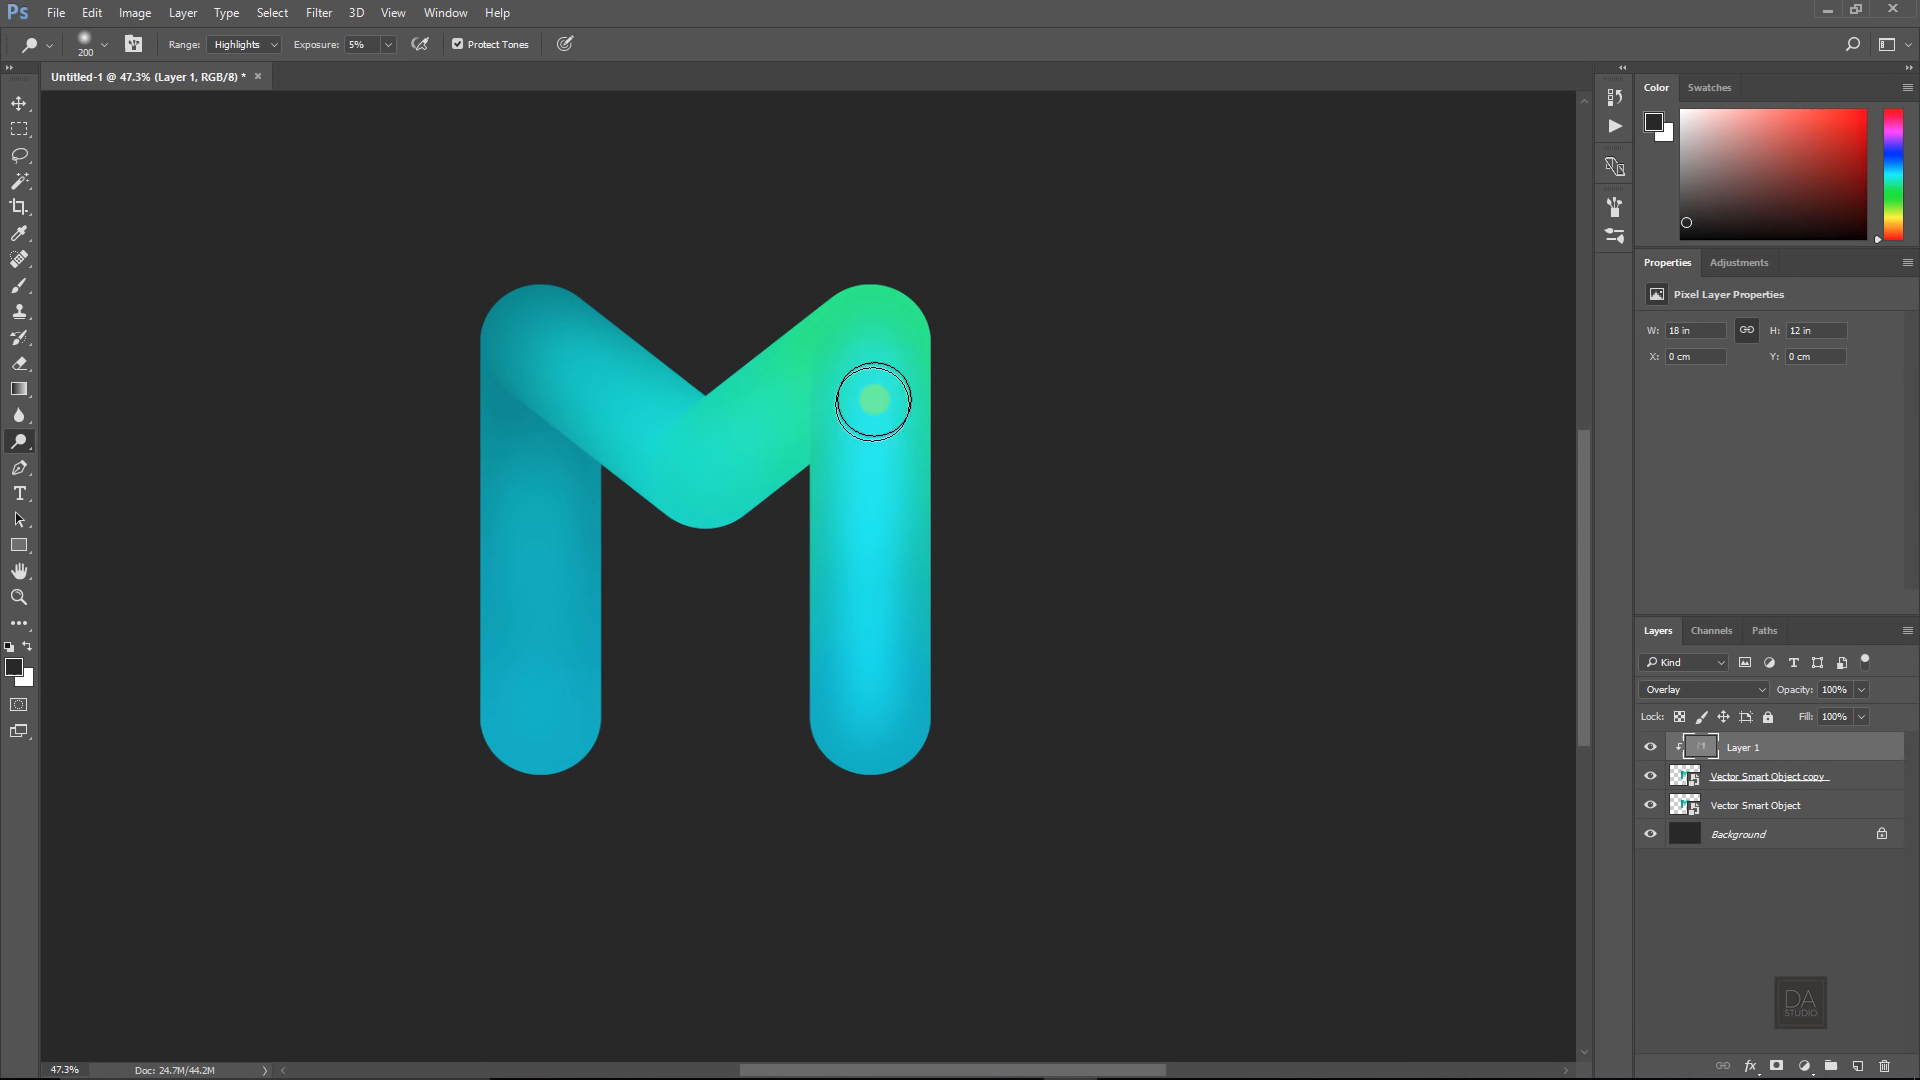 Ps File Edit Image Layer Type Select Filter 3D View Window Help
200 Range: Highlights Exposure: 5% Protect Tones
Untitled-1 @ 47.3% (Layer 1, RGB/8) *
Color Swatches
Properties Adjustments
Pixel Layer Properties
W: 18 in H: 12 in
X: 0 cm Y: 0 cm
Layers Channels Paths
Kind
Overlay Opacity: 100%
Lock: Fill: 100%
Layer 1
Vector Smart Object copy
Vector Smart Object
Background
M
DA
STUDIO
47.3% Doc: 24.7M/44.2M
fx